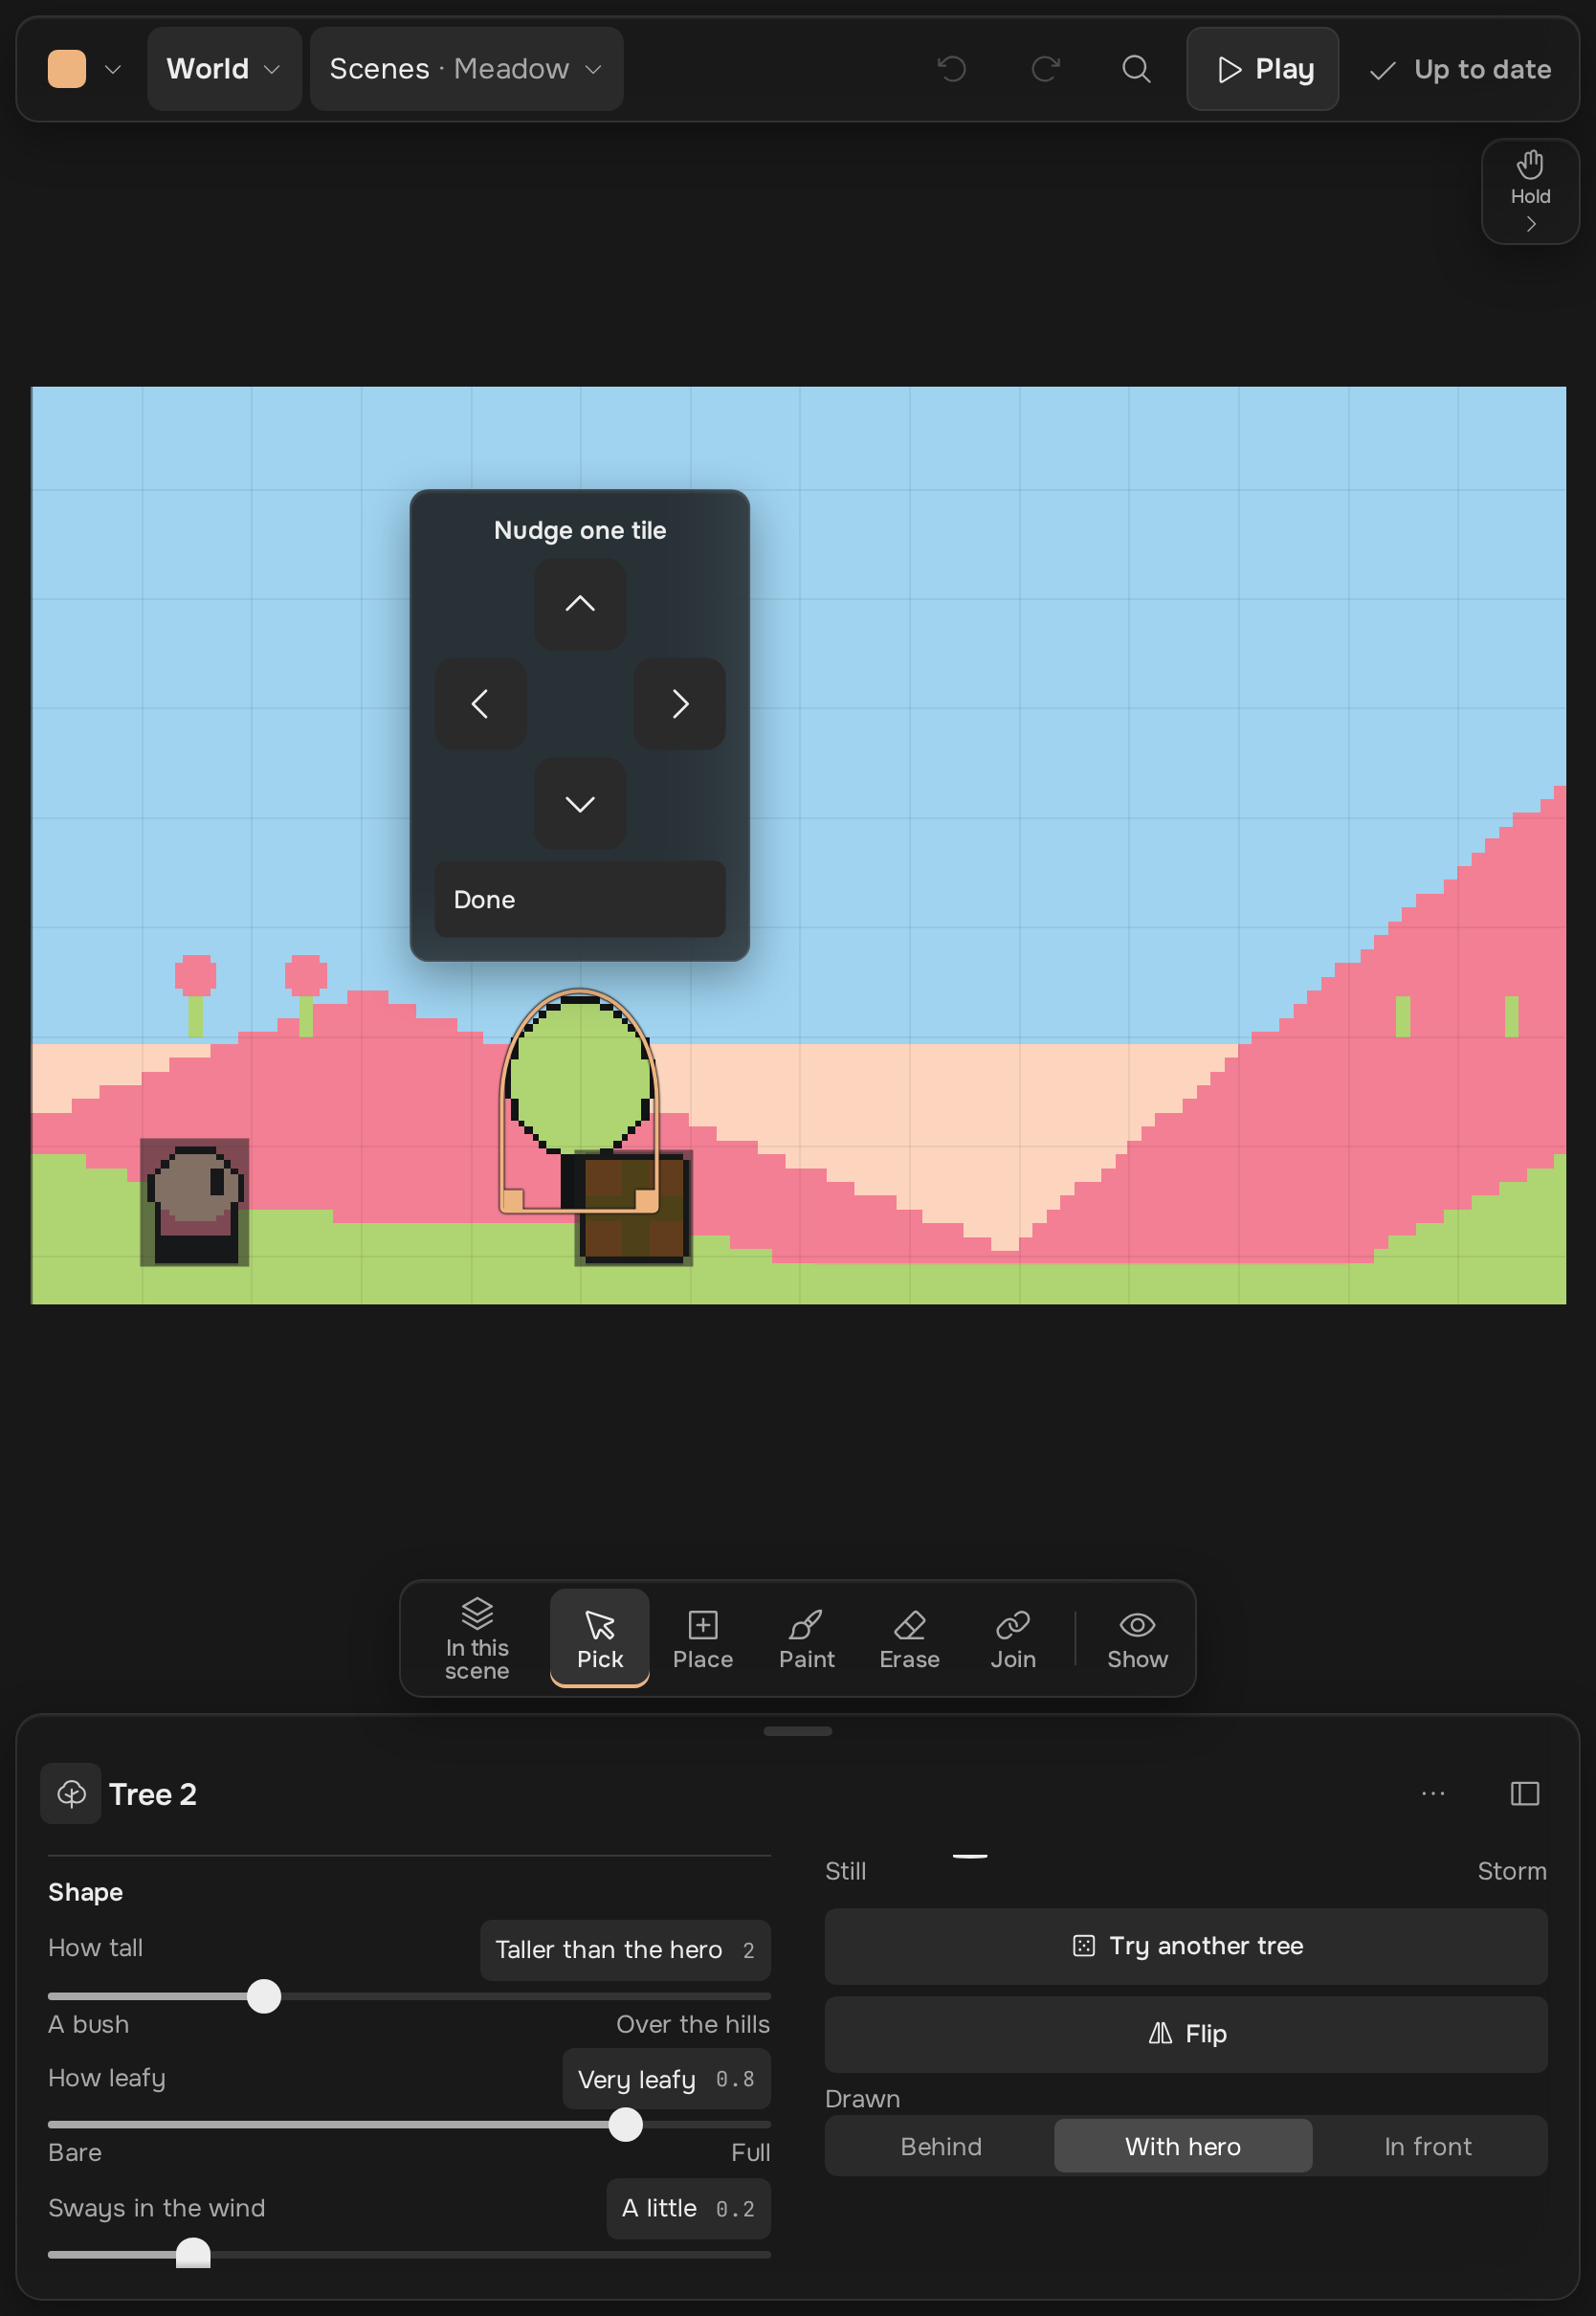 World
Scenes · Meadow
Play
Up to date
Hold
Nudge one tile
Done
In this
scene
Pick
Place
Paint
Erase
Join
Show
Tree 2
Shape
How tall
Taller than the hero 2
A bush
Over the hills
How leafy
Very leafy 0.8
Bare
Full
Sways in the wind
A little 0.2
Still
Storm
Try another tree
Flip
Drawn
Behind
With hero
In front